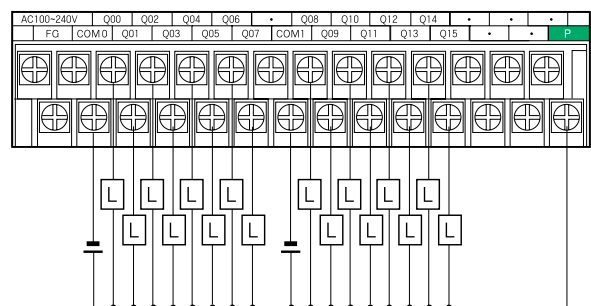 AC100~240V Q00 Q02 Q04 Q06 • Q08 Q10 Q12 Q14 • • •
FG COM0 Q01 Q03 Q05 Q07 COM1 Q09 Q11 Q13 Q15 • • P
L L L L L L L L
L L L L L L L L